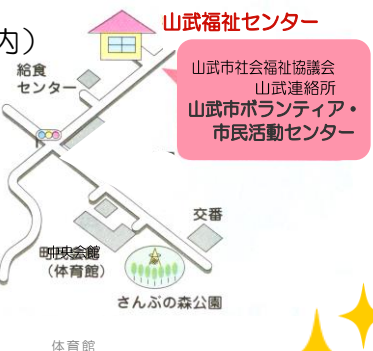 内）
山武福祉センター
山武市社会福祉協議会
山武連絡所
山武市ボランティア・
市民活動センター
給食
センター
交番
（体育館）
さんぶの森公園
体育館